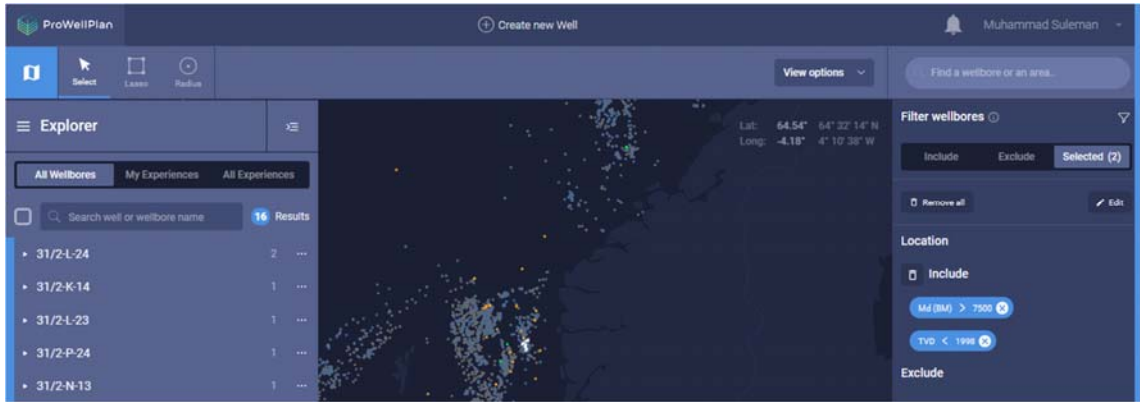 ProWellPlan
Create new Well
Muhammad Suleman
Select
Lasso
Radius
View options
Find a wellbore or an area..
Explorer
All Wellbores My Experiences All Experiences
Search well or wellbore name
16 Results
31/2-L-24 2 ...
31/2-K-14 1 ...
31/2-L-23 1 ...
31/2-P-24 1 ...
31/2-N-13 1 ...
Lat: 64.54° 64° 32' 14" N
Long: -4.18° 4° 10' 38" W
Filter wellbores
Include Exclude Selected (2)
Remove all Edit
Location
Include
Md (BM) > 7500
TVD < 1998
Exclude